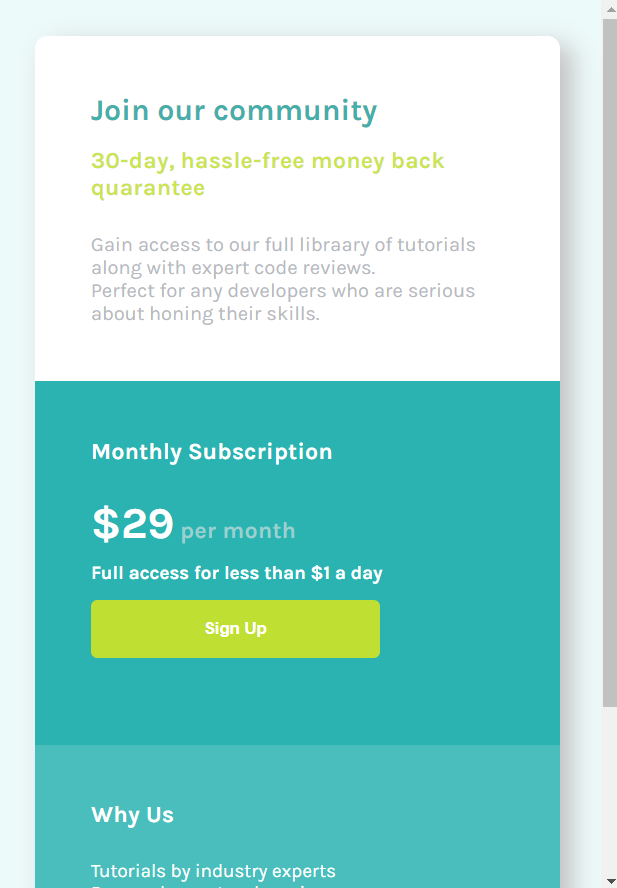 Join our community
30-day, hassle-free money back
quarantee
Gain access to our full libraary of tutorials
along with expert code reviews.
Perfect for any developers who are serious
about honing their skills.
Monthly Subscription
$29 per month
Full access for less than $1 a day
Sign Up
Why Us
Tutorials by industry experts